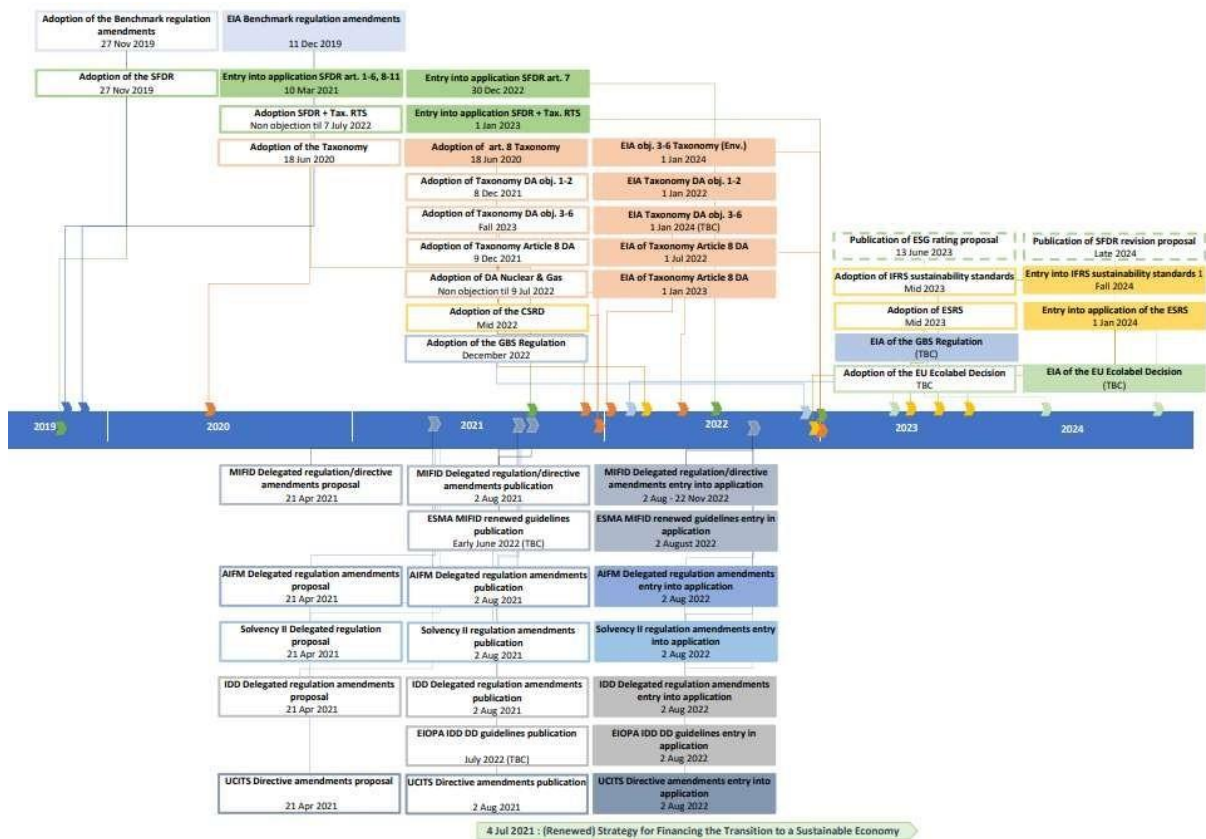 Adoption of the Benchmark regulation
amendments
27 Nov 2019
EIA Benchmark regulation amendments
11 Dec 2019
Adoption of the SFDR
27 Nov 2019
Entry into application SFDR art. 1-6, 8-11
10 Mar 2021
Entry into application SFDR art. 7
30 Dec 2022
Adoption SFDR + Tax. RTS
Non objection til 7 July 2022
Entry into application SFDR + Tax. RTS
1 Jan 2023
Adoption of the Taxonomy
18 Jun 2020
Adoption of art. 8 Taxonomy
18 Jun 2020
EIA obj. 3-6 Taxonomy (Env.)
1 Jan 2024
Adoption of Taxonomy DA obj. 1-2
8 Dec 2021
EIA Taxonomy DA obj. 1-2
1 Jan 2022
Adoption of Taxonomy DA obj. 3-6
Fall 2023
EIA Taxonomy DA obj. 3-6
1 Jan 2024 (TBC)
Adoption of Taxonomy Article 8 DA
9 Dec 2021
EIA of Taxonomy Article 8 DA
1 Jul 2022
Publication of ESG rating proposal
13 June 2023
Publication of SFDR revision proposal
Late 2024
Adoption of DA Nuclear & Gas
Non objection til 9 Jul 2022
EIA of Taxonomy Article 8 DA
1 Jan 2023
Adoption of IFRS sustainability standards
Mid 2023
Entry into IFRS sustainability standards 1
Fall 2024
Adoption of the CSRD
Mid 2022
Adoption of ESRS
Mid 2023
Entry into application of the ESRS
1 Jan 2024
Adoption of the GBS Regulation
December 2022
EIA of the GBS Regulation
(TBC)
Adoption of the EU Ecolabel Decision
TBC
EIA of the EU Ecolabel Decision
(TBC)
2019
2020
2021
2022
2023
2024
MIFID Delegated regulation/directive
amendments proposal
21 Apr 2021
MIFID Delegated regulation/directive
amendments publication
2 Aug 2021
MIFID Delegated regulation/directive
amendments entry into application
2 Aug - 22 Nov 2022
ESMA MIFID renewed guidelines
publication
Early June 2022 (TBC)
ESMA MIFID renewed guidelines entry in
application
2 August 2022
AIFM Delegated regulation amendments
proposal
21 Apr 2021
AIFM Delegated regulation amendments
publication
2 Aug 2021
AIFM Delegated regulation amendments
entry into application
2 Aug 2022
Solvency II Delegated regulation
proposal
21 Apr 2021
Solvency II regulation amendments
publication
2 Aug 2021
Solvency II regulation amendments entry
into application
2 Aug 2022
IDD Delegated regulation amendments
proposal
21 Apr 2021
IDD Delegated regulation amendments
publication
2 Aug 2021
IDD Delegated regulation amendments
entry into application
2 Aug 2022
EIOPA IDD DD guidelines publication
July 2022 (TBC)
EIOPA IDD DD guidelines entry in
application
2 Aug 2022
UCITS Directive amendments proposal
21 Apr 2021
UCITS Directive amendments publication
2 Aug 2021
UCITS Directive amendments entry into
application
2 Aug 2022
4 Jul 2021 : (Renewed) Strategy for Financing the Transition to a Sustainable Economy